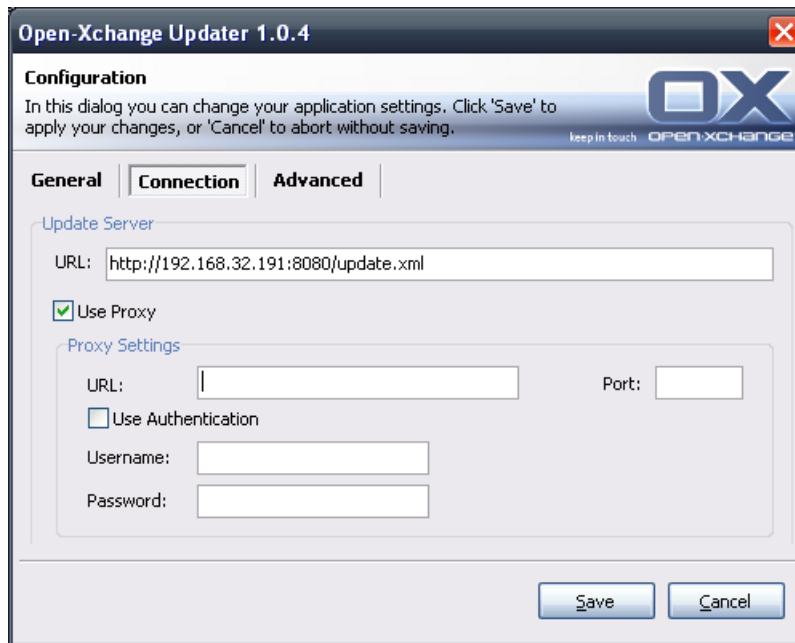 Open-Xchange Updater 1.0.4
Configuration
In this dialog you can change your application settings. Click 'Save' to
apply your changes, or 'Cancel' to abort without saving.
OX
keep in touch OPEN-XCHANGE
General Connection Advanced
Update Server
URL: http://192.168.32.191:8080/update.xml
Use Proxy
Proxy Settings
URL: Port:
Use Authentication
Username:
Password:
Save Cancel